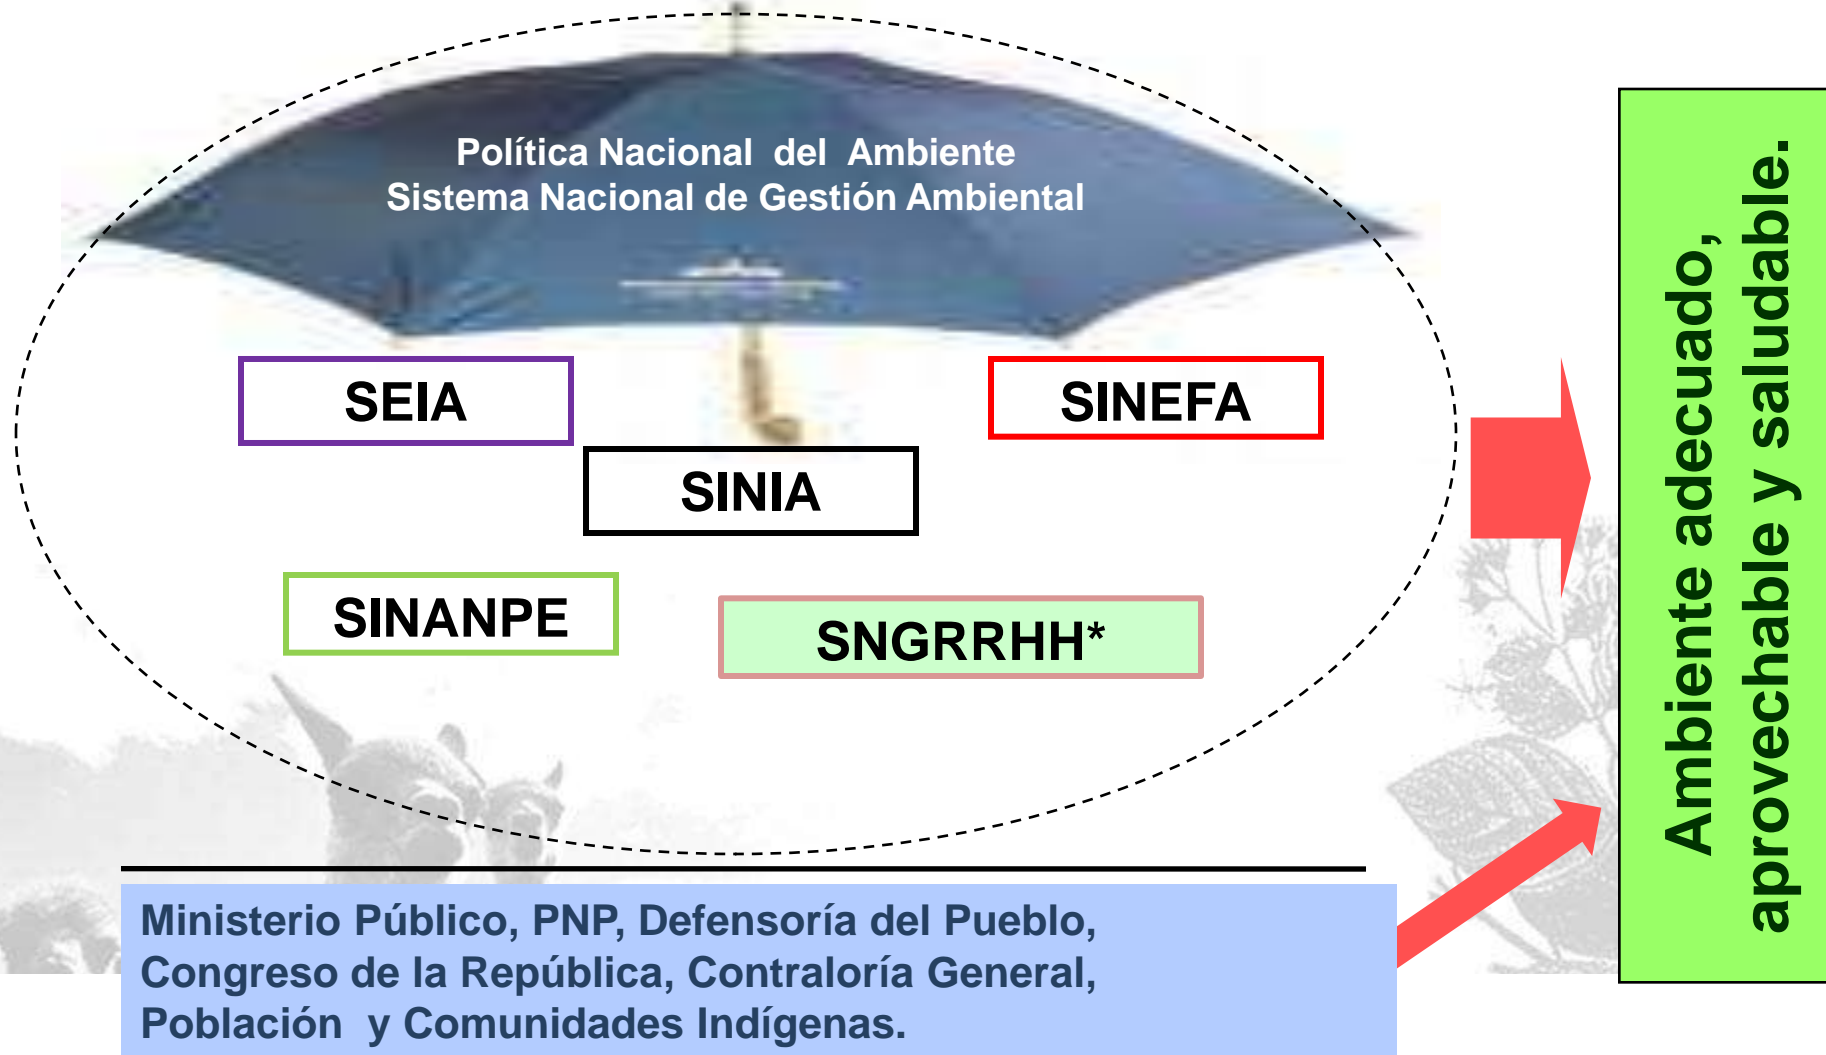 Política Nacional del Ambiente
Sistema Nacional de Gestión Ambiental
SEIA
SINEFA
SINIA
SINANPE
SNGRRHH*
Ambiente adecuado,
aprovechable y saludable.
Ministerio Público, PNP, Defensoría del Pueblo,
Congreso de la República, Contraloría General,
Población y Comunidades Indígenas.